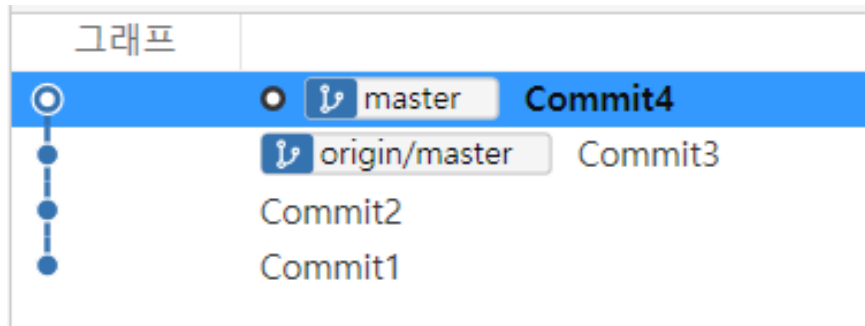 그래프
master Commit4
origin/master Commit3
Commit2
Commit1